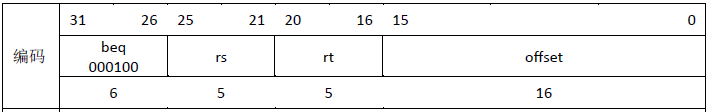 31 26 25 21 20 16 15 0
编码
beq
000100
rs rt offset
6 5 5 16